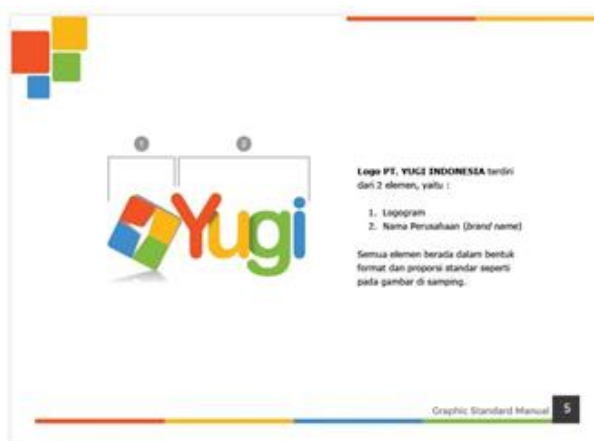 1 2
Yugi
Logo PT. YUGI INDONESIA terdiri
dari 2 elemen, yaitu :
1. Logogram
2. Nama Perusahaan (brand name)
Semua elemen berada dalam bentuk
format dan proporsi standar seperti
pada gambar di samping.
Graphic Standard Manual 5